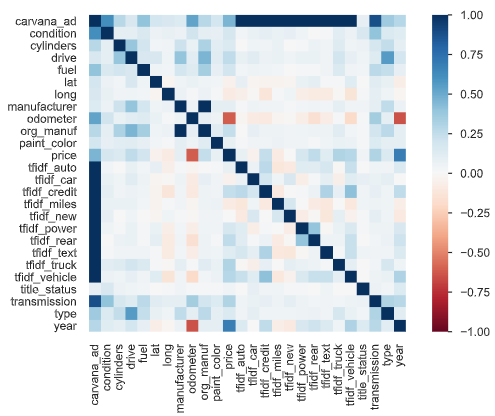 carvana_ad
condition
cylinders
drive
fuel
lat
long
manufacturer
odometer
org_manuf
paint_color
price
tfidf_auto
tfidf_car
tfidf_credit
tfidf_miles
tfidf_new
tfidf_power
tfidf_rear
tfidf_text
tfidf_truck
tfidf_vehicle
title_status
transmission
type
year
carvana_ad
condition
cylinders
drive
fuel
lat
long
manufacturer
odometer
org_manuf
paint_color
price
tfidf_auto
tfidf_car
tfidf_credit
tfidf_miles
tfidf_new
tfidf_power
tfidf_rear
tfidf_text
tfidf_truck
tfidf_vehicle
title_status
transmission
type
year
1.00
0.75
0.50
0.25
0.00
−0.25
−0.50
−0.75
−1.00